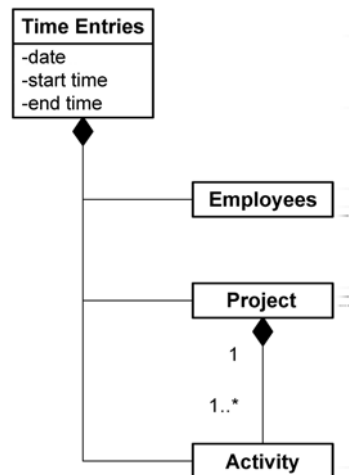 Time Entries
-date
-start time
-end time
Employees
Project
1
1..*
Activity